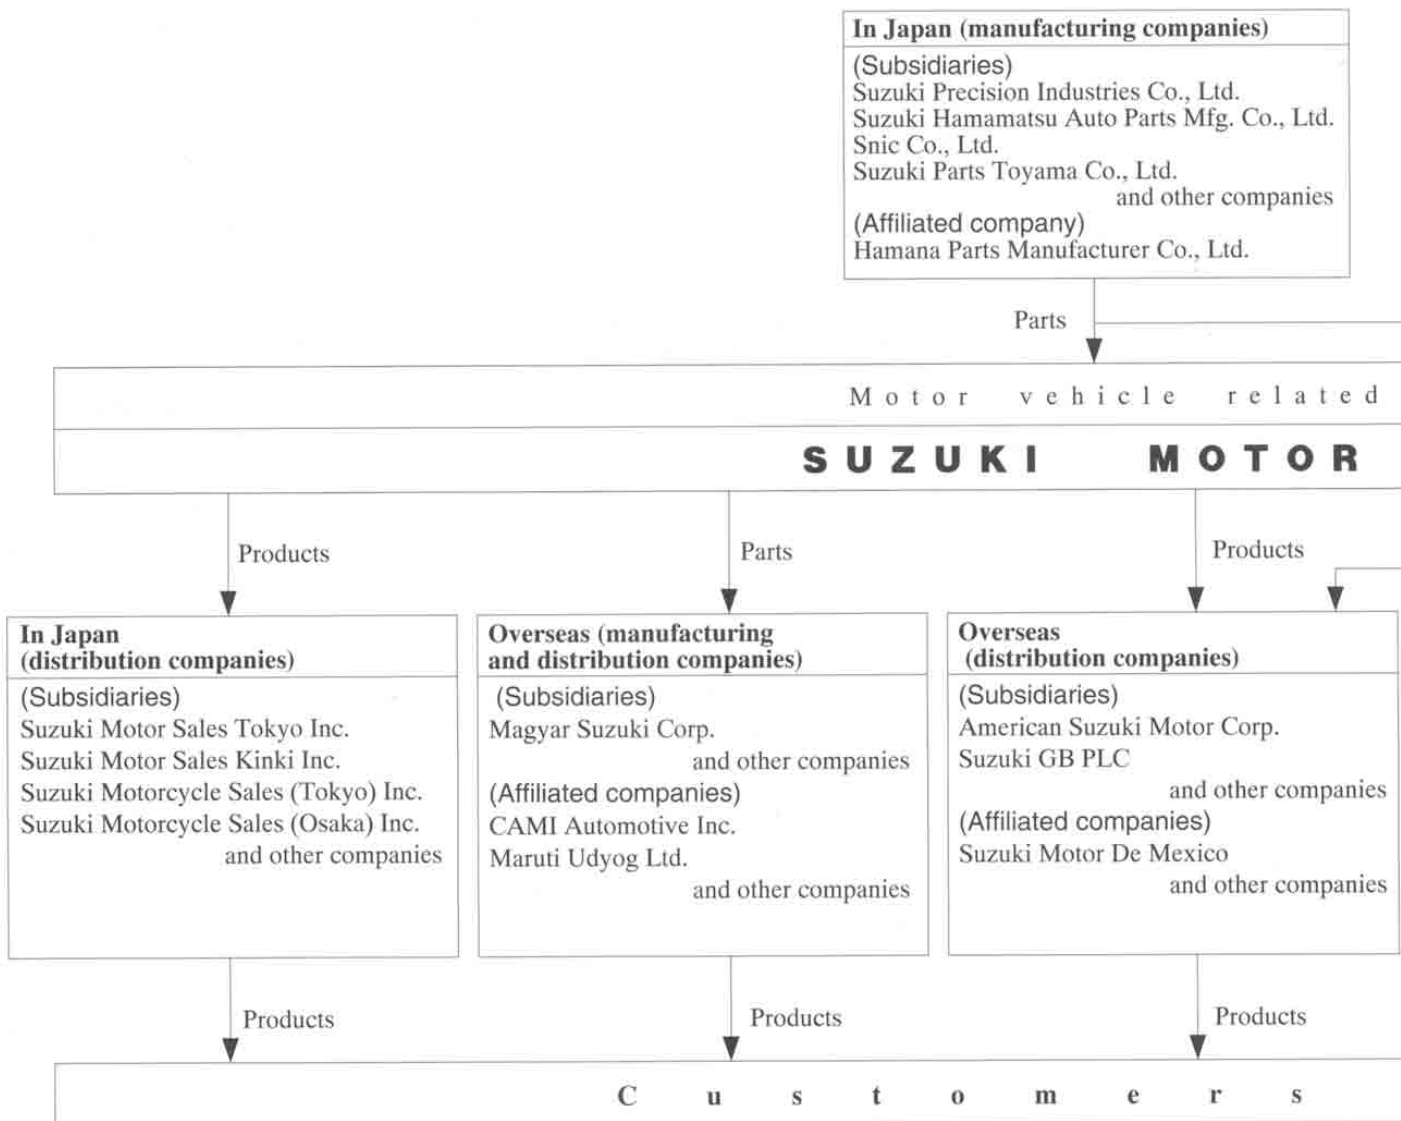 In Japan (manufacturing companies)
(Subsidiaries)
Suzuki Precision Industries Co., Ltd.
Suzuki Hamamatsu Auto Parts Mfg. Co., Ltd.
Snic Co., Ltd.
Suzuki Parts Toyama Co., Ltd.
and other companies
(Affiliated company)
Hamana Parts Manufacturer Co., Ltd.
Parts
Motor vehicle related
SUZUKI MOTOR
Products
Parts
Products
In Japan
(distribution companies)
(Subsidiaries)
Suzuki Motor Sales Tokyo Inc.
Suzuki Motor Sales Kinki Inc.
Suzuki Motorcycle Sales (Tokyo) Inc.
Suzuki Motorcycle Sales (Osaka) Inc.
and other companies
Overseas (manufacturing
and distribution companies)
(Subsidiaries)
Magyar Suzuki Corp.
and other companies
(Affiliated companies)
CAMI Automotive Inc.
Maruti Udyog Ltd.
and other companies
Overseas
(distribution companies)
(Subsidiaries)
American Suzuki Motor Corp.
Suzuki GB PLC
and other companies
(Affiliated companies)
Suzuki Motor De Mexico
and other companies
Products
Products
Products
Customers